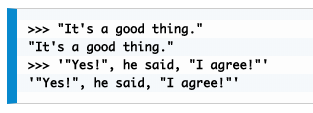 >>> "It's a good thing."
"It's a good thing."
>>> '"Yes!", he said, "I agree!"'
'"Yes!", he said, "I agree!"'